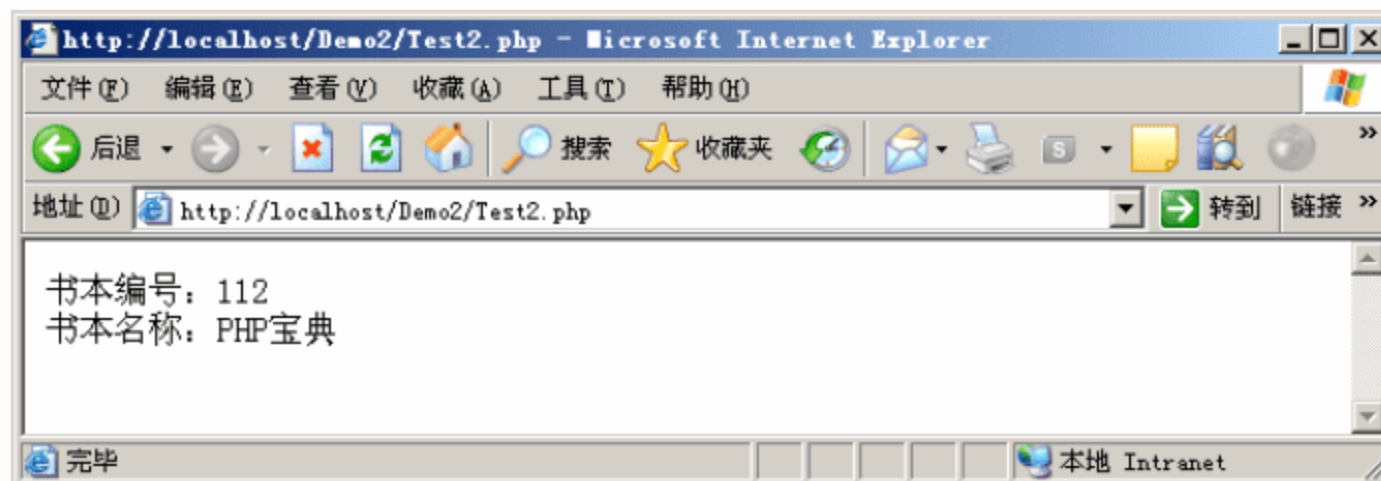 http://localhost/Demo2/Test2.php - Microsoft Internet Explorer
文件(F) 编辑(E) 查看(V) 收藏(A) 工具(T) 帮助(H)
后退 搜索 收藏夹 S »
地址(D) http://localhost/Demo2/Test2.php 转到 链接 »
书本编号：112
书本名称：PHP宝典
完毕 本地 Intranet